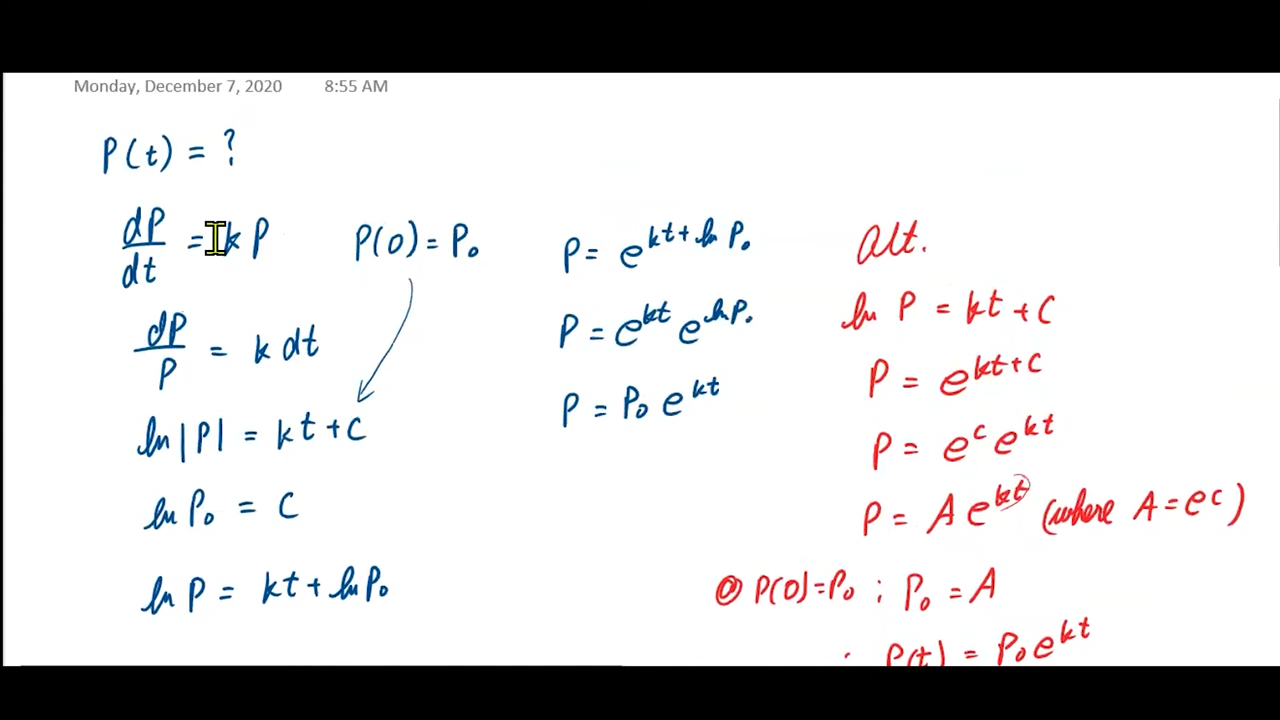 Monday, December 7, 2020 8:55 AM
P(t) = ?
dP/dt = k P P(0) = P₀
dP/P = k dt
ln|P| = kt + C
ln P₀ = C
ln P = kt + ln P₀
P = e^(kt + ln P₀)
P = e^(kt) e^(ln P₀)
P = P₀ e^(kt)
Alt.
ln P = kt + C
P = e^(kt + C)
P = e^C e^(kt)
P = A e^(kt) (where A = e^C)
@ P(0) = P₀ : P₀ = A
∴ P(t) = P₀ e^(kt)